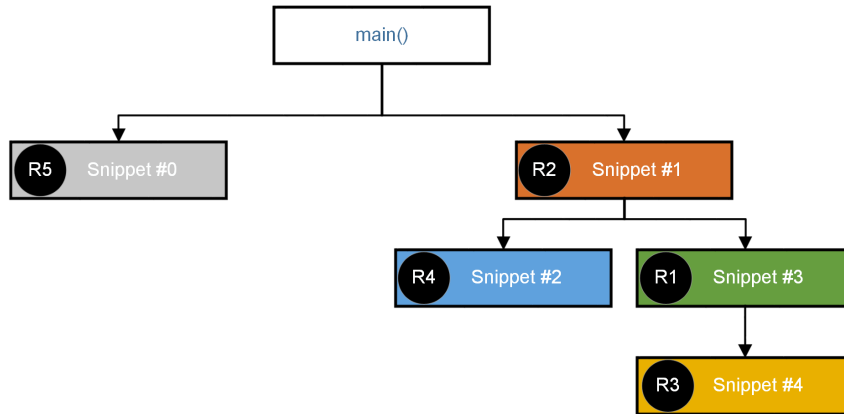 main()
R5 Snippet #0
R2 Snippet #1
R4 Snippet #2
R1 Snippet #3
R3 Snippet #4